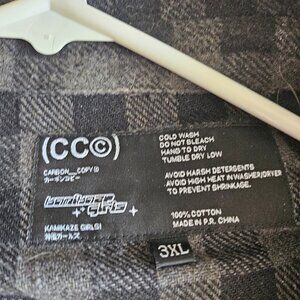 (CC©)
CARBON__COPY®
カーボンコピー
KAMIKAZE GIRLS!
神風ガールズ!
COLD WASH
DO NOT BLEACH
HANG TO DRY
TUMBLE DRY LOW
AVOID HARSH DETERGENTS
AVOID HIGH HEAT IN WASHER/DRYER
TO PREVENT SHRINKAGE.
100% COTTON
MADE IN P.R. CHINA
3XL